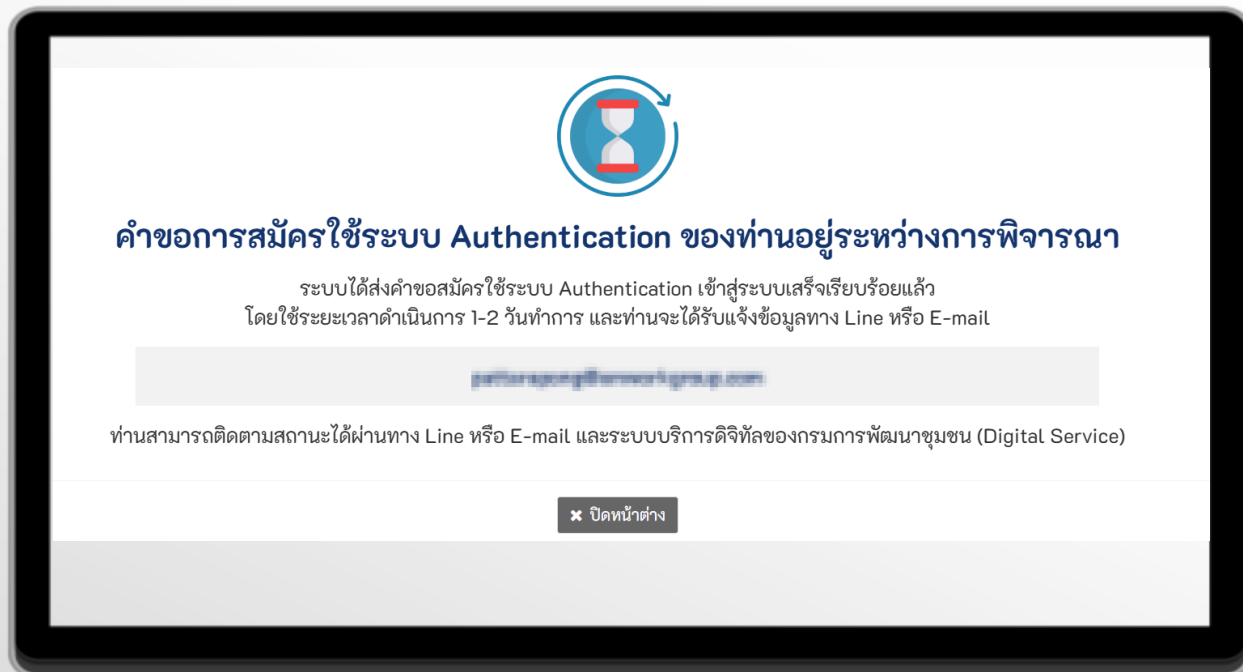 คำขอการสมัครใช้ระบบ Authentication ของท่านอยู่ระหว่างการพิจารณา
ระบบได้ส่งคำขอสมัครใช้ระบบ Authentication เข้าสู่ระบบเสร็จเรียบร้อยแล้ว
โดยใช้ระยะเวลาดำเนินการ 1-2 วันทำการ และท่านจะได้รับแจ้งข้อมูลทาง Line หรือ E-mail
ท่านสามารถติดตามสถานะได้ผ่านทาง Line หรือ E-mail และระบบบริการดิจิทัลของกรมการพัฒนาชุมชน (Digital Service)
✖ ปิดหน้าต่าง